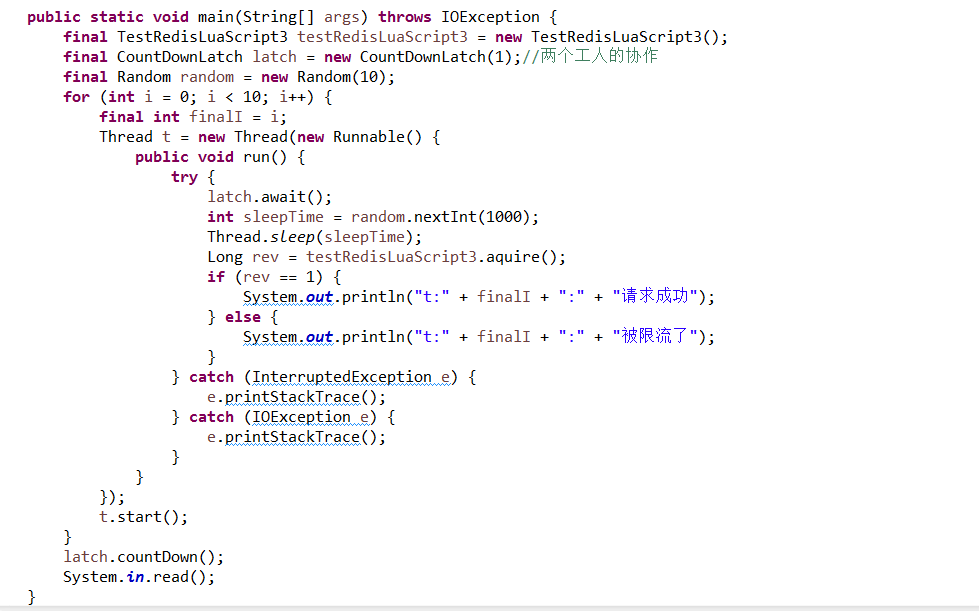 public static void main(String[] args) throws IOException {
    final TestRedisLuaScript3 testRedisLuaScript3 = new TestRedisLuaScript3();
    final CountDownLatch latch = new CountDownLatch(1);//两个工人的协作
    final Random random = new Random(10);
    for (int i = 0; i < 10; i++) {
        final int finalI = i;
        Thread t = new Thread(new Runnable() {
            public void run() {
                try {
                    latch.await();
                    int sleepTime = random.nextInt(1000);
                    Thread.sleep(sleepTime);
                    Long rev = testRedisLuaScript3.aquire();
                    if (rev == 1) {
                        System.out.println("t:" + finalI + ":" + "请求成功");
                    } else {
                        System.out.println("t:" + finalI + ":" + "被限流了");
                    }
                } catch (InterruptedException e) {
                    e.printStackTrace();
                } catch (IOException e) {
                    e.printStackTrace();
                }
            }
        });
        t.start();
    }
    latch.countDown();
    System.in.read();
}